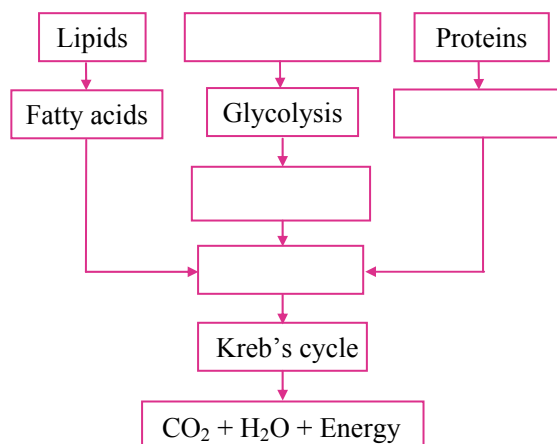 Lipids
Proteins
Fatty acids
Glycolysis
Kreb's cycle
CO₂ + H₂O + Energy